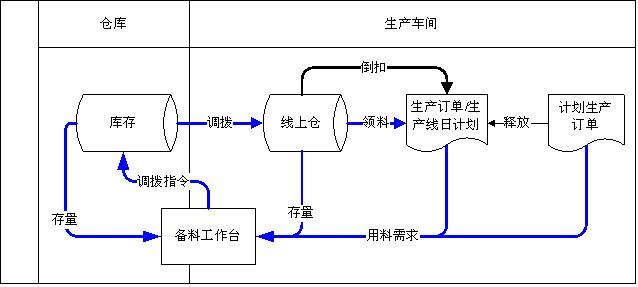 仓库
生产车间
倒扣
库存
调拨
线上仓
领料
生产订单/生
产线日计划
释放
计划生产
订单
调拨指令
存量
存量
备料工作台
用料需求